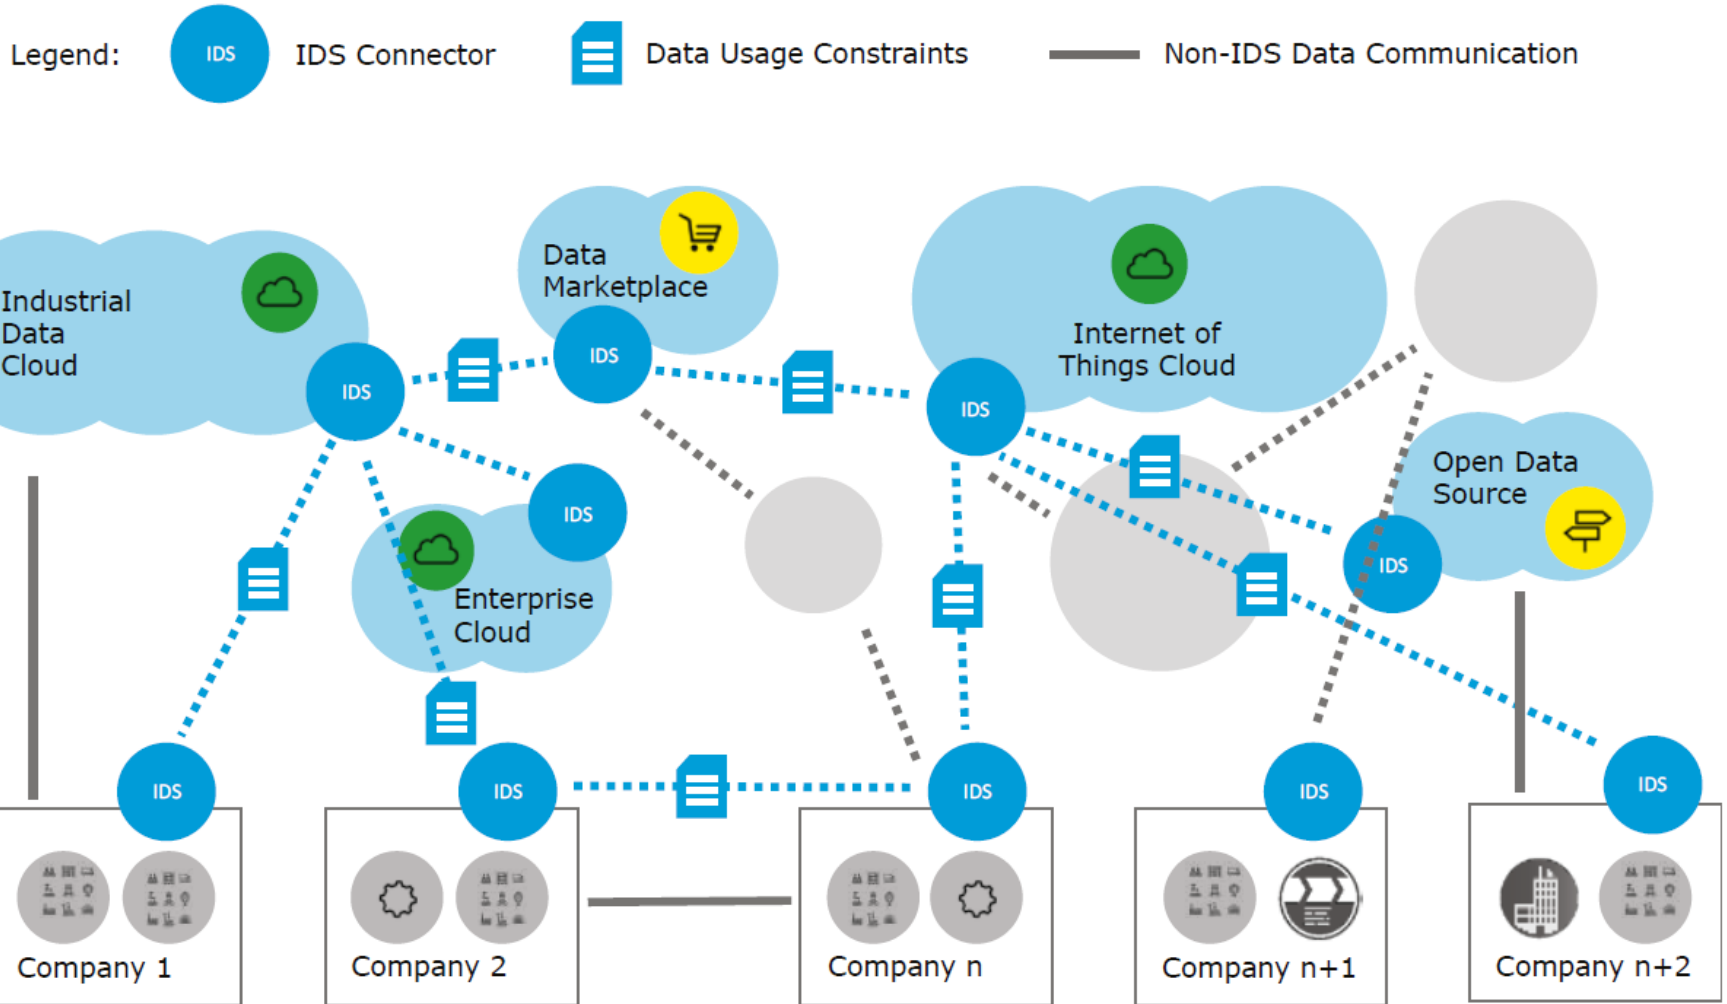 Legend:
IDS
IDS Connector
Data Usage Constraints
Non-IDS Data Communication
Industrial
Data
Cloud
Data
Marketplace
Internet of
Things Cloud
Open Data
Source
Enterprise
Cloud
IDS
IDS
IDS
IDS
IDS
IDS
IDS
IDS
IDS
IDS
Company 1
Company 2
Company n
Company n+1
Company n+2